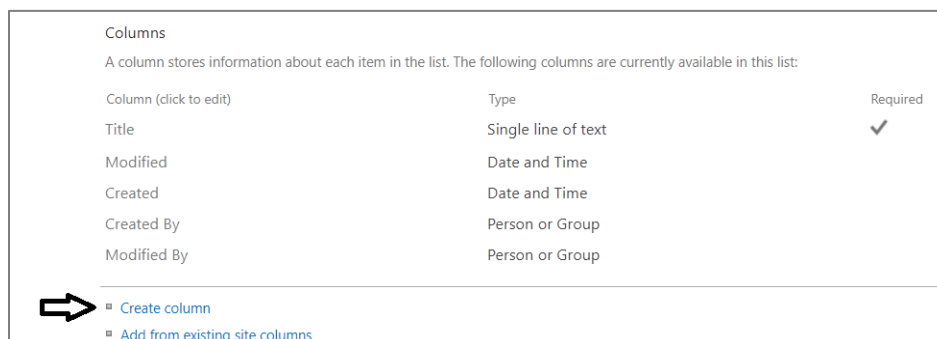 Columns
A column stores information about each item in the list. The following columns are currently available in this list:
Column (click to edit) Type Required
Title Single line of text
Modified Date and Time
Created Date and Time
Created By Person or Group
Modified By Person or Group
Create column
Add from existing site columns